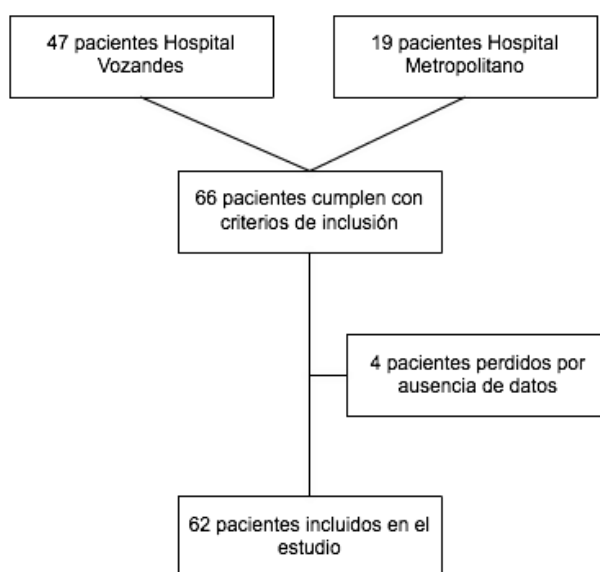 47 pacientes Hospital
Vozandes
19 pacientes Hospital
Metropolitano
66 pacientes cumplen con
criterios de inclusión
4 pacientes perdidos por
ausencia de datos
62 pacientes incluidos en el
estudio